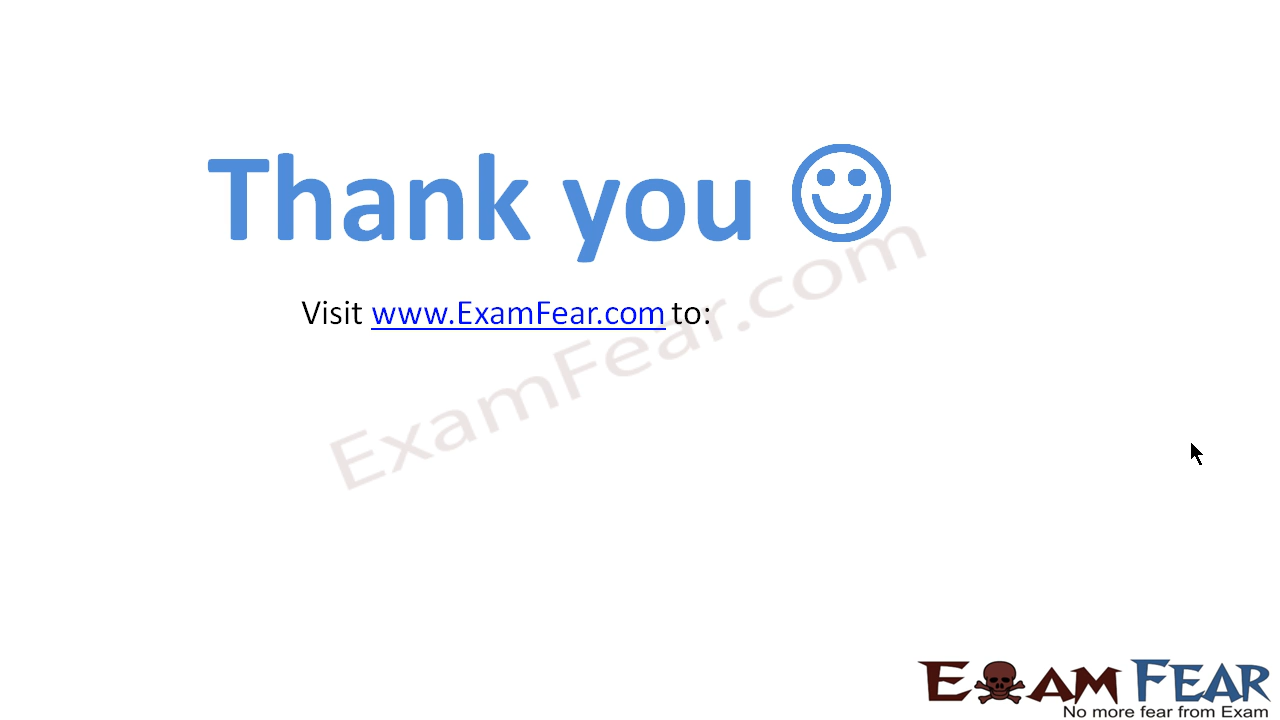 Thank you ☺
Visit www.ExamFear.com to:
ExamFear.com
EXAM FEAR
No more fear from Exam